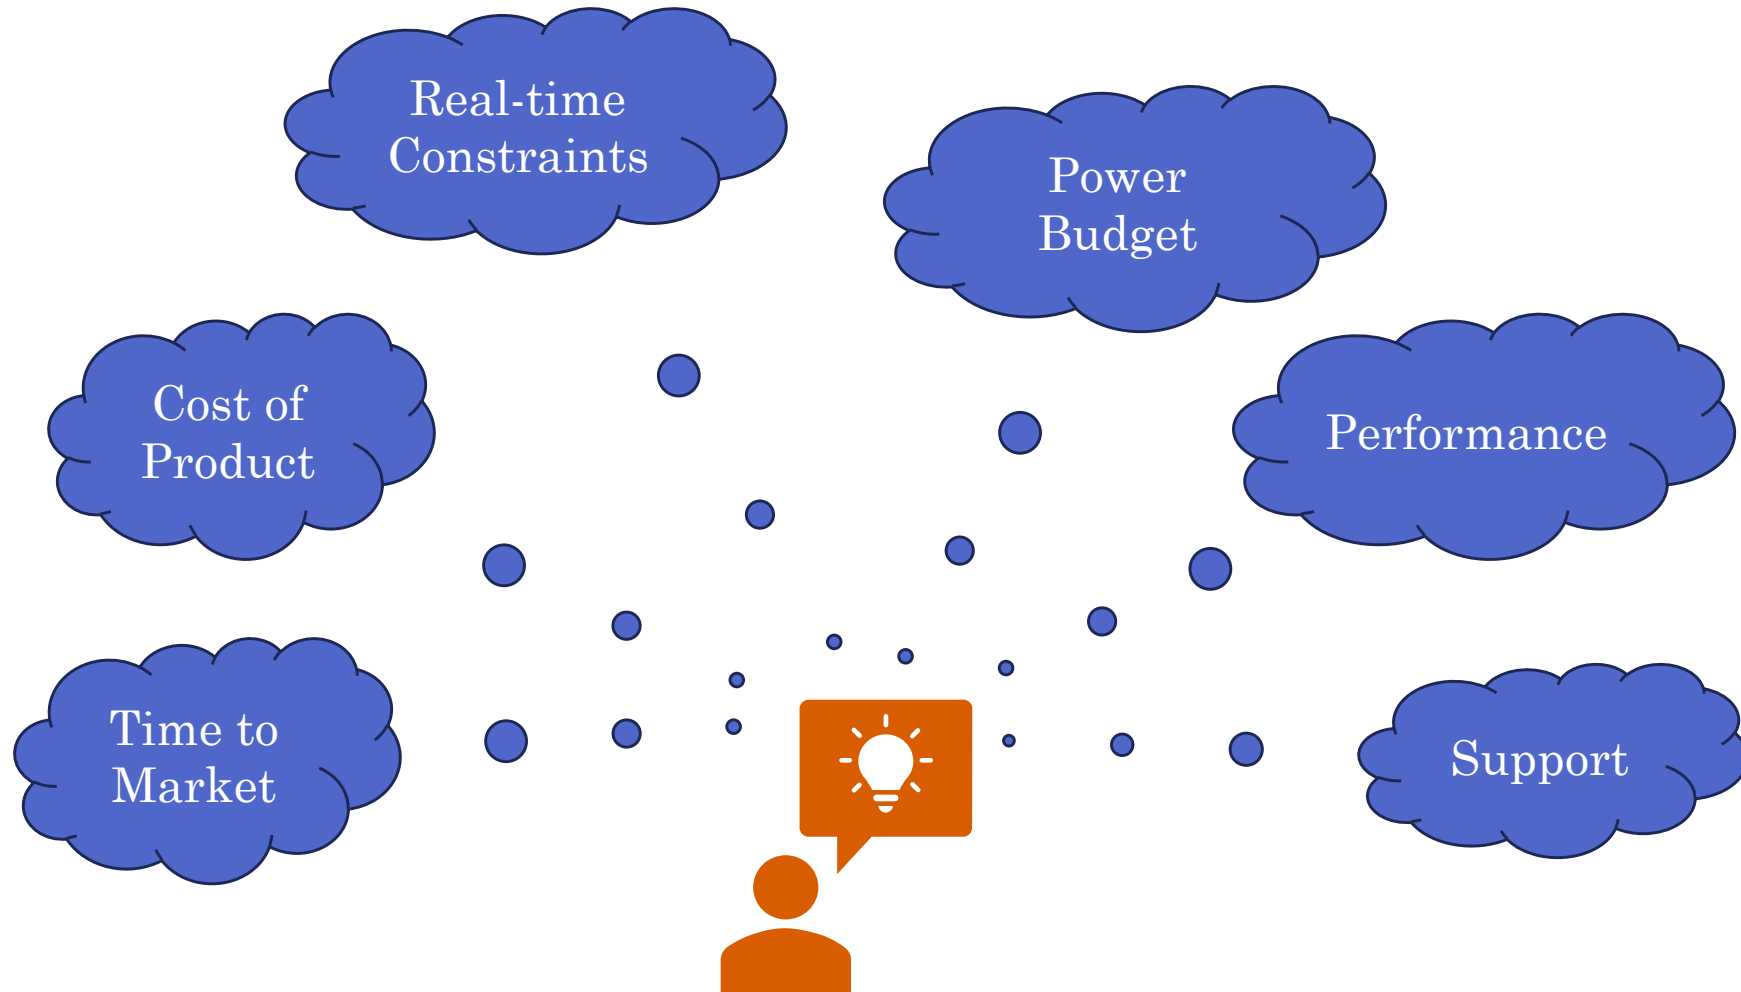 Real-time
Constraints
Power
Budget
Cost of
Product
Performance
Time to
Market
Support